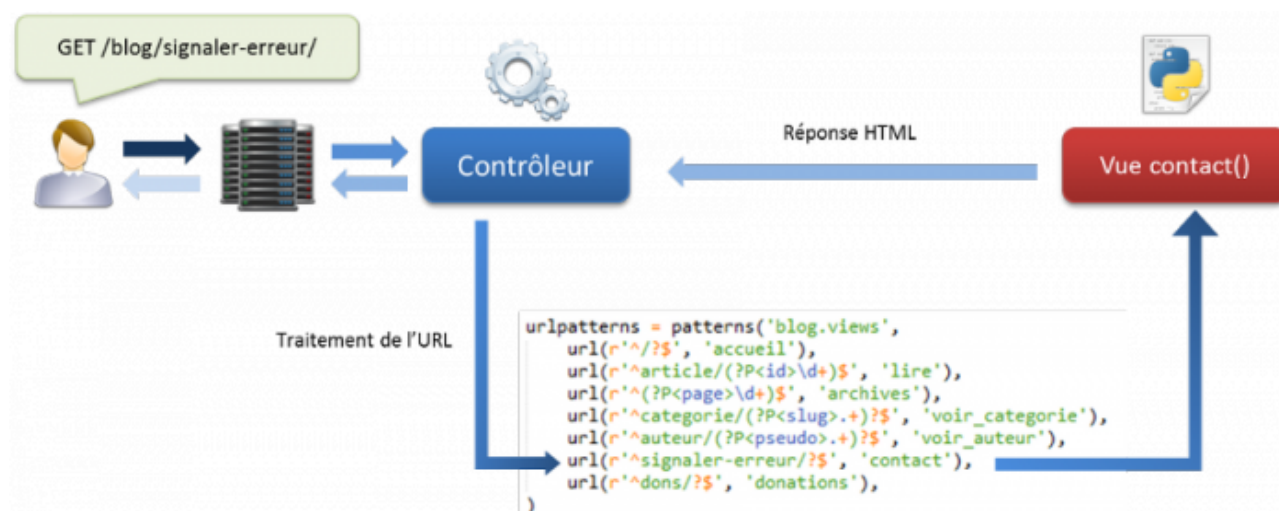 GET /blog/signaler-erreur/
Contrôleur
Réponse HTML
Vue contact()
Traitement de l'URL
urlpatterns = patterns('blog.views',
    url(r'^/?$', 'accueil'),
    url(r'^article/(?P<id>\d+)$', 'lire'),
    url(r'^(?P<page>\d+)$', 'archives'),
    url(r'^categorie/(?P<slug>.+)?$', 'voir_categorie'),
    url(r'^auteur/(?P<pseudo>.+)?$', 'voir_auteur'),
    url(r'^signaler-erreur/?$', 'contact'),
    url(r'^dons/?$', 'donations'),
)